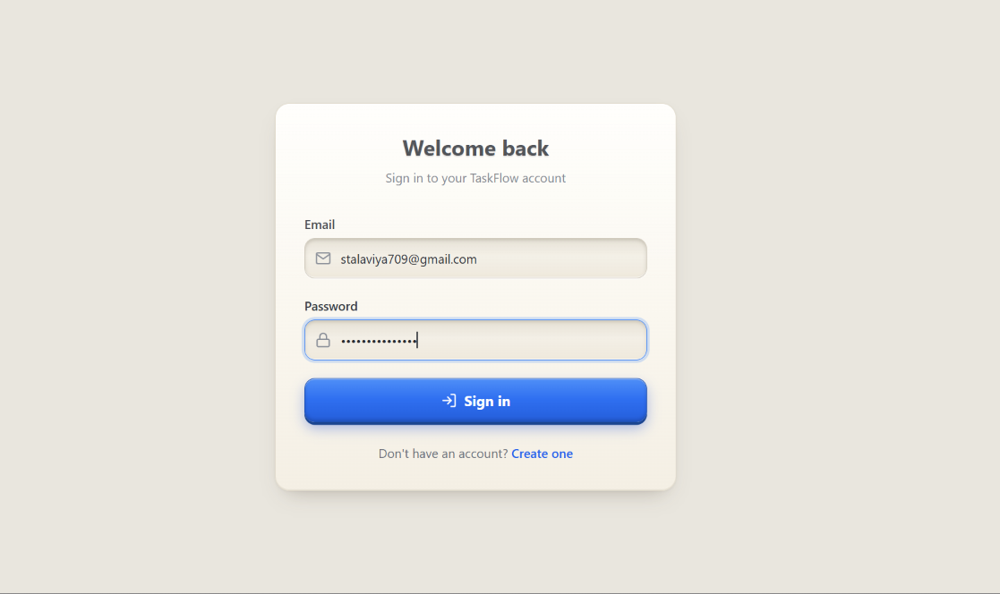 Welcome back
Sign in to your TaskFlow account
Email
stalaviya709@gmail.com
Password
•••••••••••••••
Sign in
Don't have an account? Create one